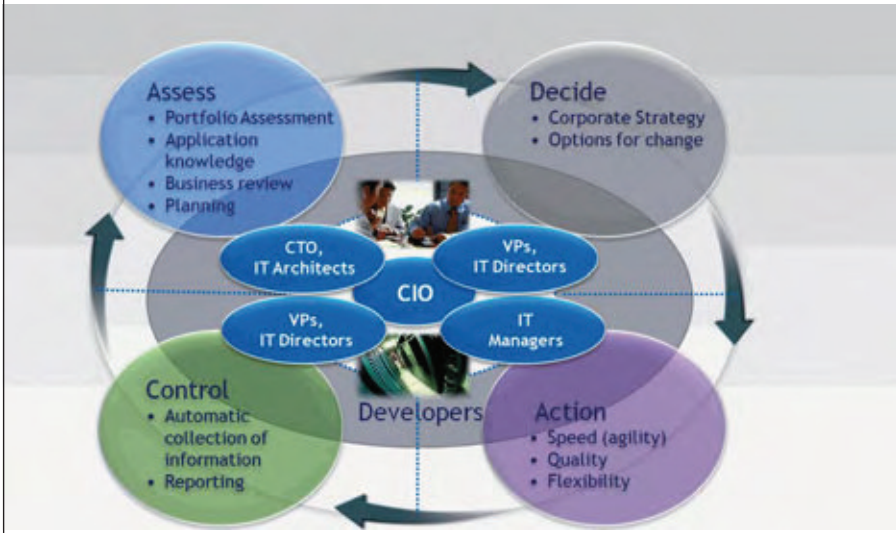 Assess
• Portfolio Assessment
• Application
knowledge
• Business review
• Planning
Decide
• Corporate Strategy
• Options for change
CTO,
IT Architects
VPs,
IT Directors
CIO
VPs,
IT Directors
IT
Managers
Control
• Automatic
collection of
information
• Reporting
Developers
Action
• Speed (agility)
• Quality
• Flexibility